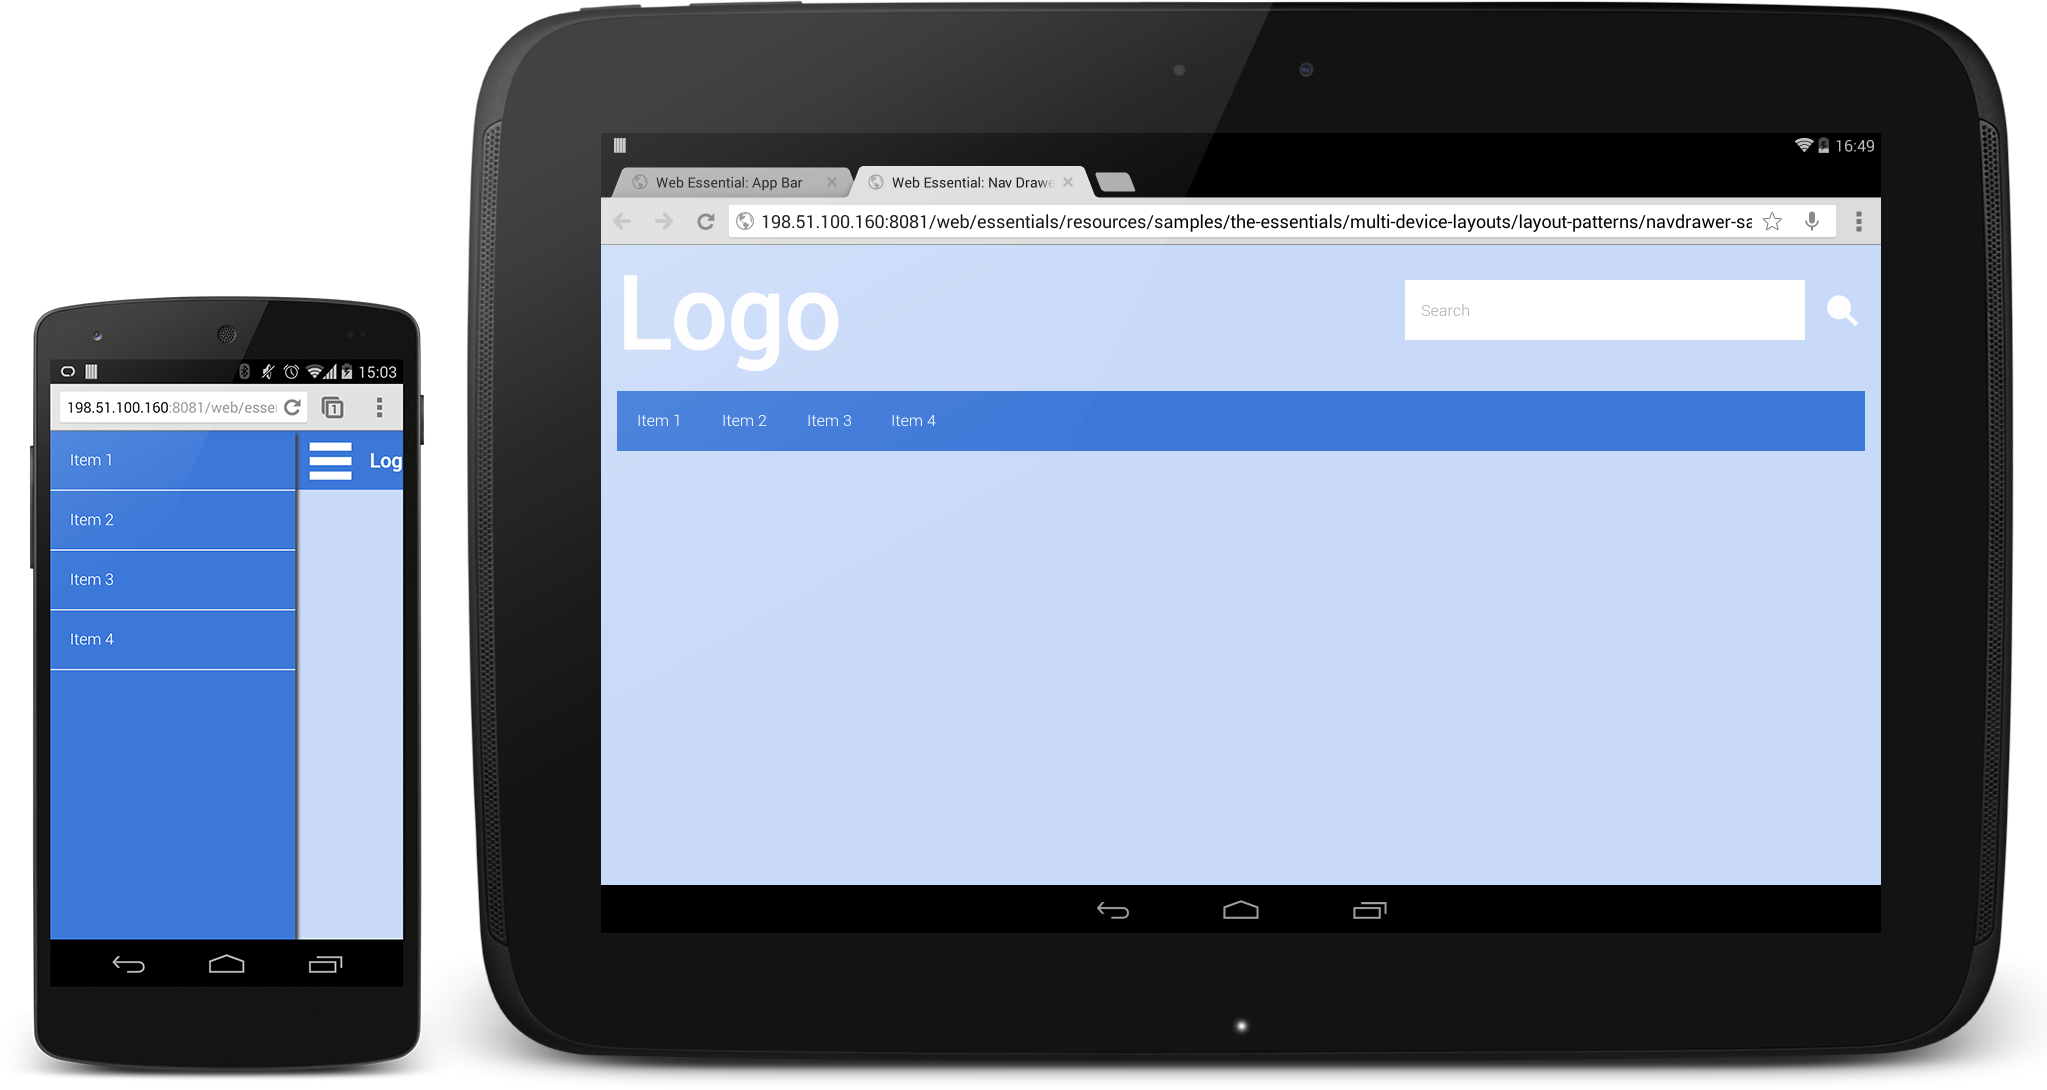 15:03
198.51.100.160:8081/web/esse
1
Item 1
Log
Item 2
Item 3
Item 4
16:49
Web Essential: App Bar
Web Essential: Nav Drawe
198.51.100.160:8081/web/essentials/resources/samples/the-essentials/multi-device-layouts/layout-patterns/navdrawer-sa
Logo
Search
Item 1 Item 2 Item 3 Item 4